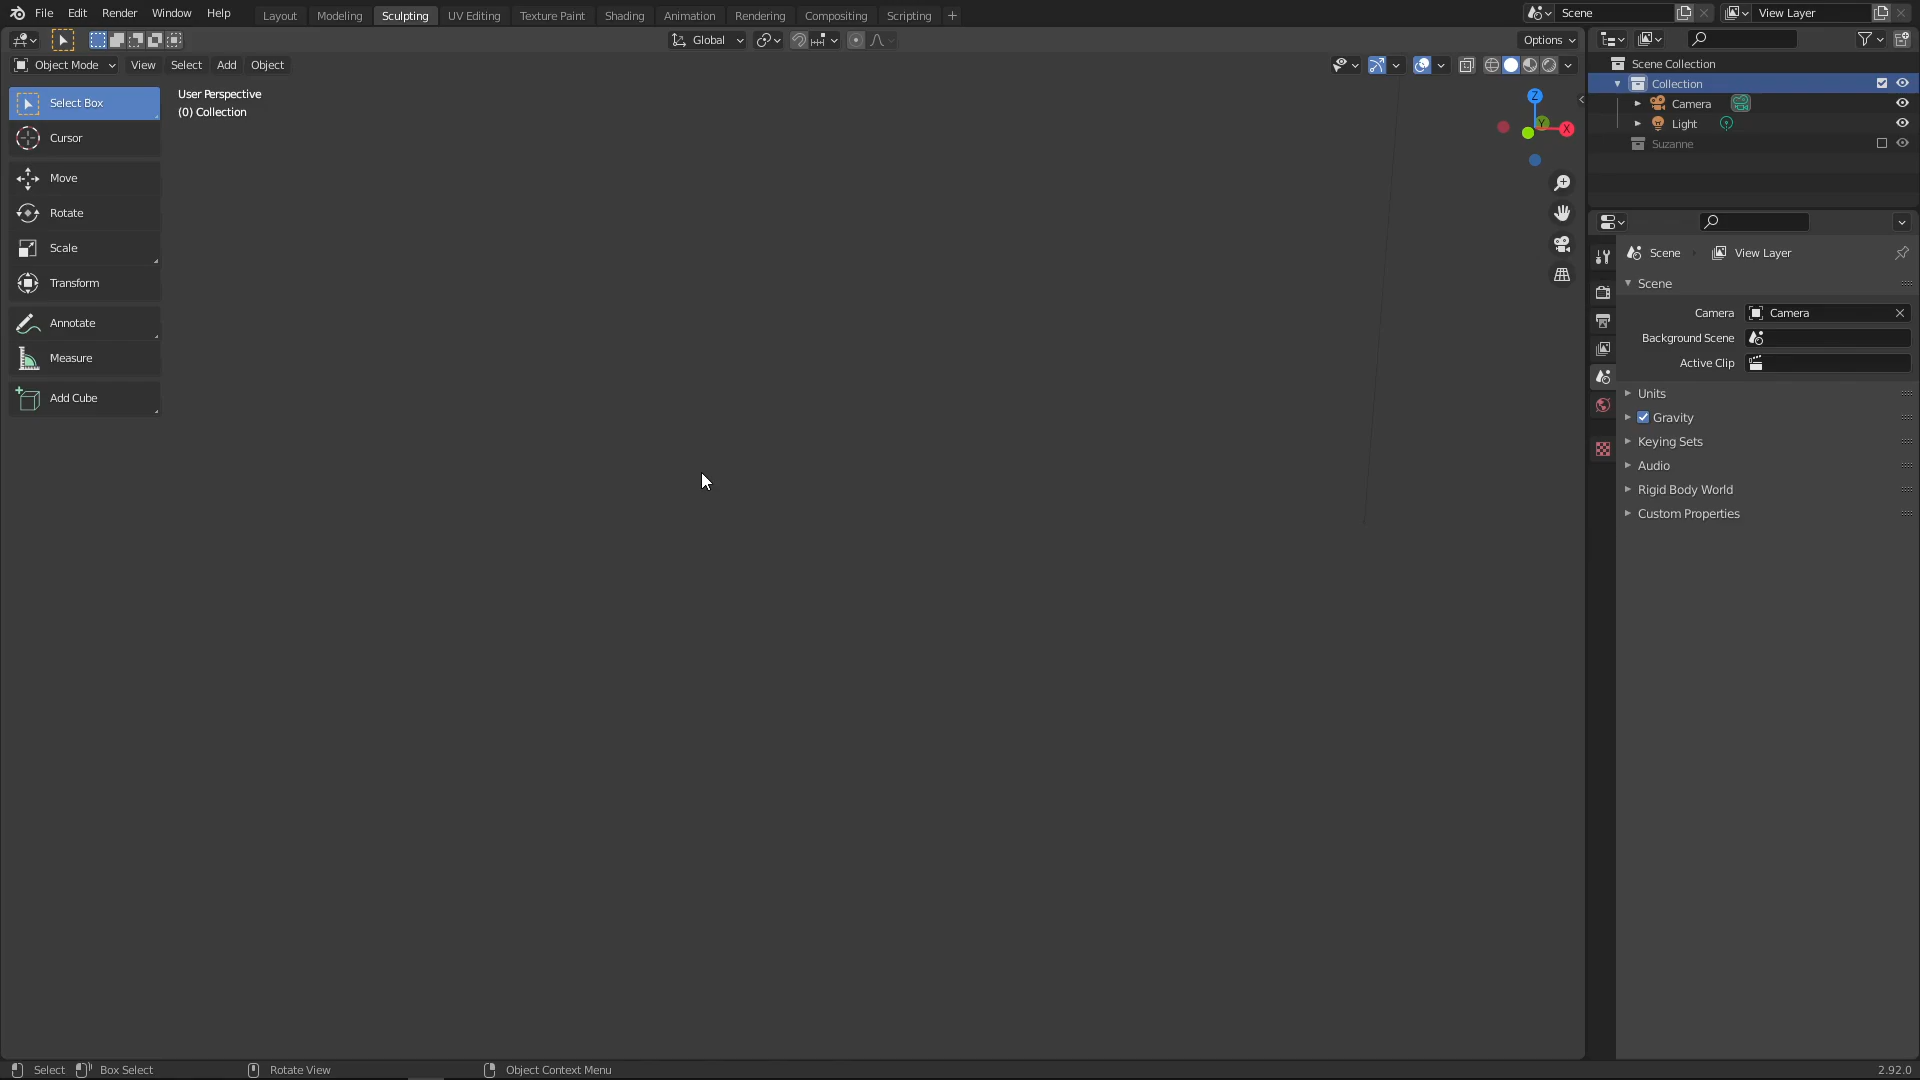 File Edit Render Window Help Layout Modeling Sculpting UV Editing Texture Paint Shading Animation Rendering Compositing Scripting + Scene View Layer
Global Options
Object Mode View Select Add Object
Select Box
Cursor
Move
Rotate
Scale
Transform
Annotate
Measure
Add Cube
User Perspective
(0) Collection
Z
Y
X
Scene Collection
Collection
Camera
Light
Suzanne
Scene View Layer
Scene
Camera Camera
Background Scene
Active Clip
Units
Gravity
Keying Sets
Audio
Rigid Body World
Custom Properties
Select Box Select Rotate View Object Context Menu 2.92.0